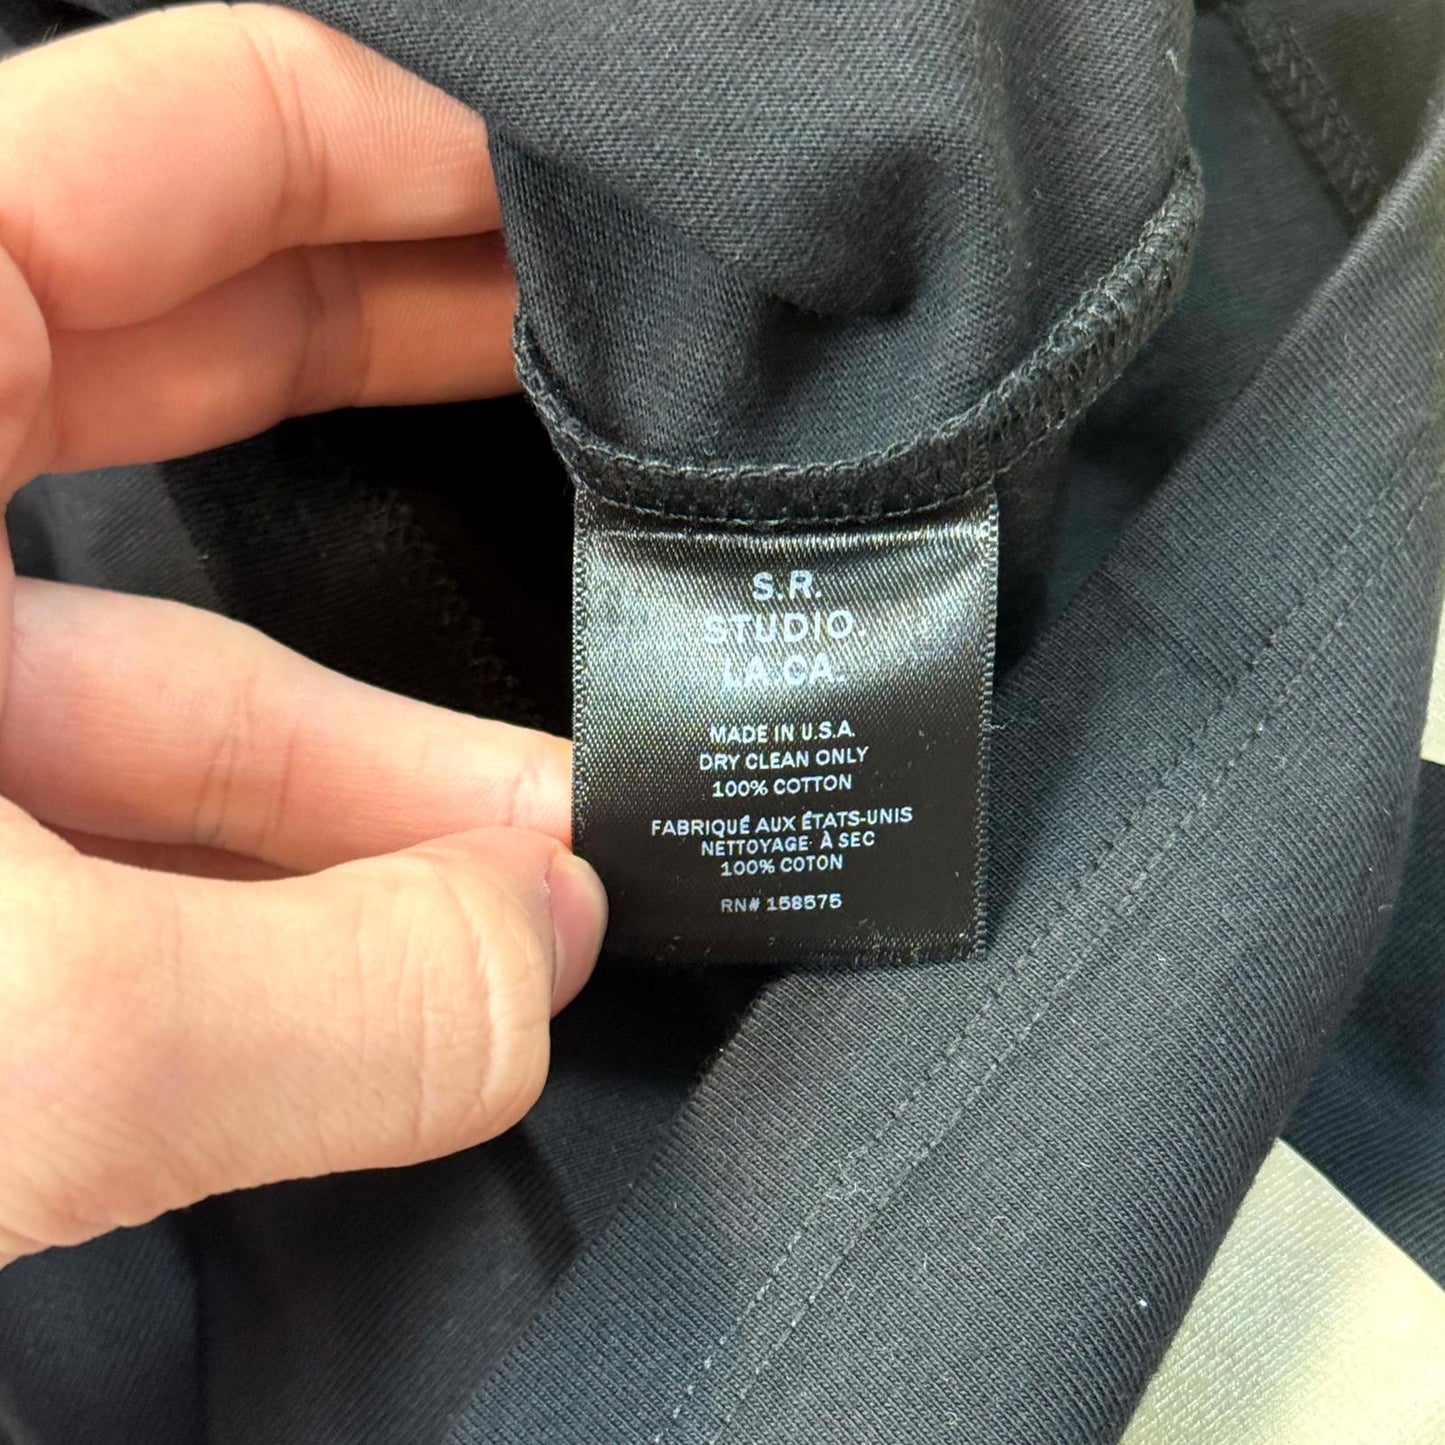 S.R.
STUDIO.
LA.CA.
MADE IN U.S.A.
DRY CLEAN ONLY
100% COTTON
FABRIQUÉ AUX ÉTATS-UNIS
NETTOYAGE À SEC
100% COTON
RN# 158575